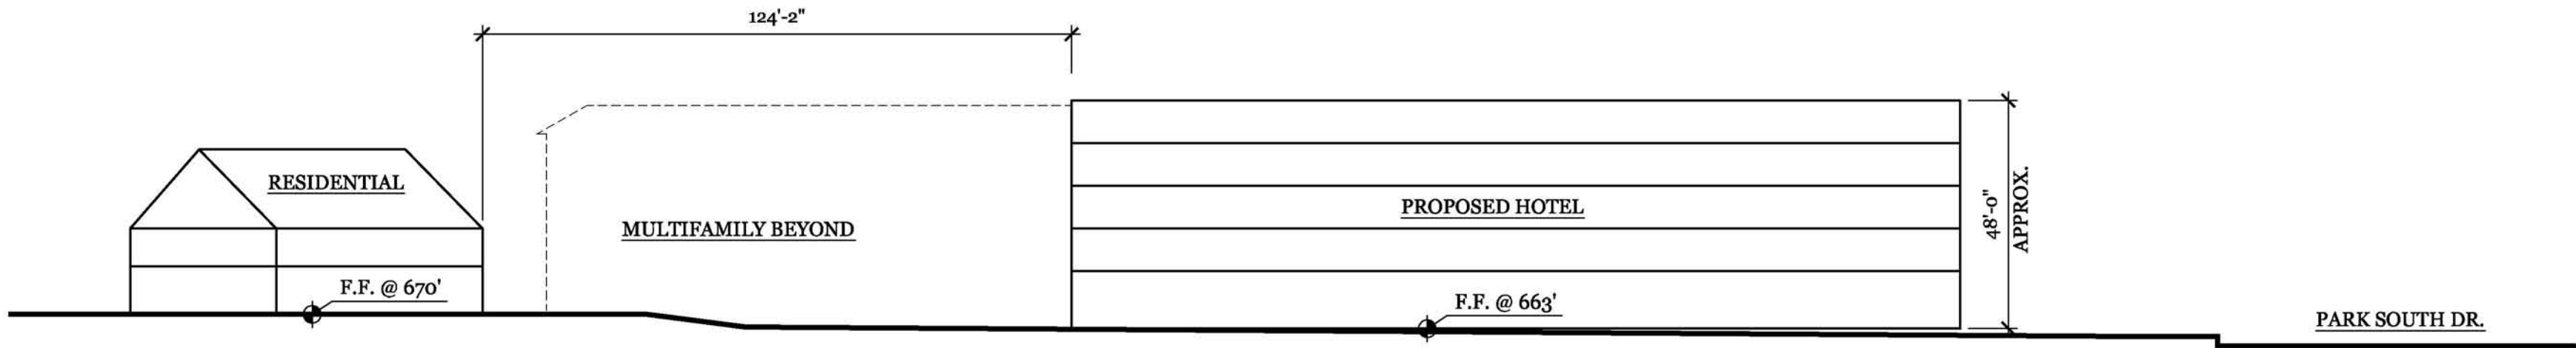 124'-2"
RESIDENTIAL
MULTIFAMILY BEYOND
PROPOSED HOTEL
48'-0"
APPROX.
F.F. @ 670'
F.F. @ 663'
PARK SOUTH DR.